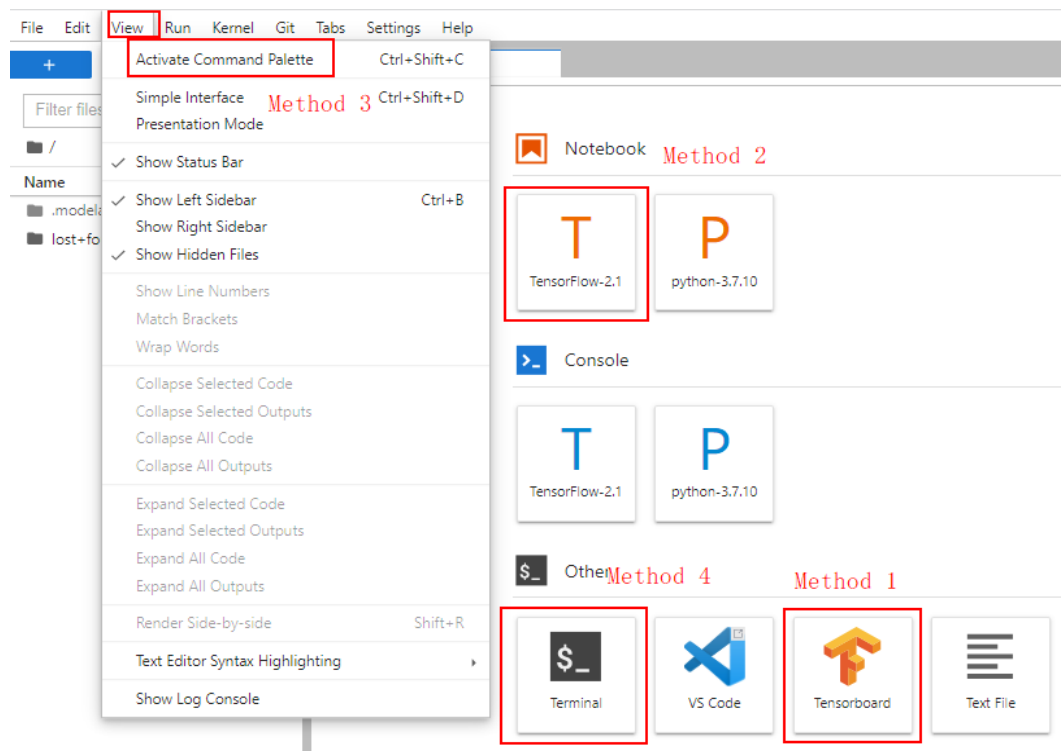 File Edit View Run Kernel Git Tabs Settings Help
+
Activate Command Palette Ctrl+Shift+C
Filter files
Simple Interface Method 3 Ctrl+Shift+D
Presentation Mode
/
Show Status Bar
Name
.modela
lost+fo
Show Left Sidebar Ctrl+B
Show Right Sidebar
Show Hidden Files
Show Line Numbers
Match Brackets
Wrap Words
Collapse Selected Code
Collapse Selected Outputs
Collapse All Code
Collapse All Outputs
Expand Selected Code
Expand Selected Outputs
Expand All Code
Expand All Outputs
Render Side-by-side Shift+R
Text Editor Syntax Highlighting
Show Log Console
Notebook Method 2
T P
TensorFlow-2.1 python-3.7.10
>_ Console
T P
TensorFlow-2.1 python-3.7.10
$_ Other Method 4 Method 1
$_
Terminal VS Code Tensorboard Text File